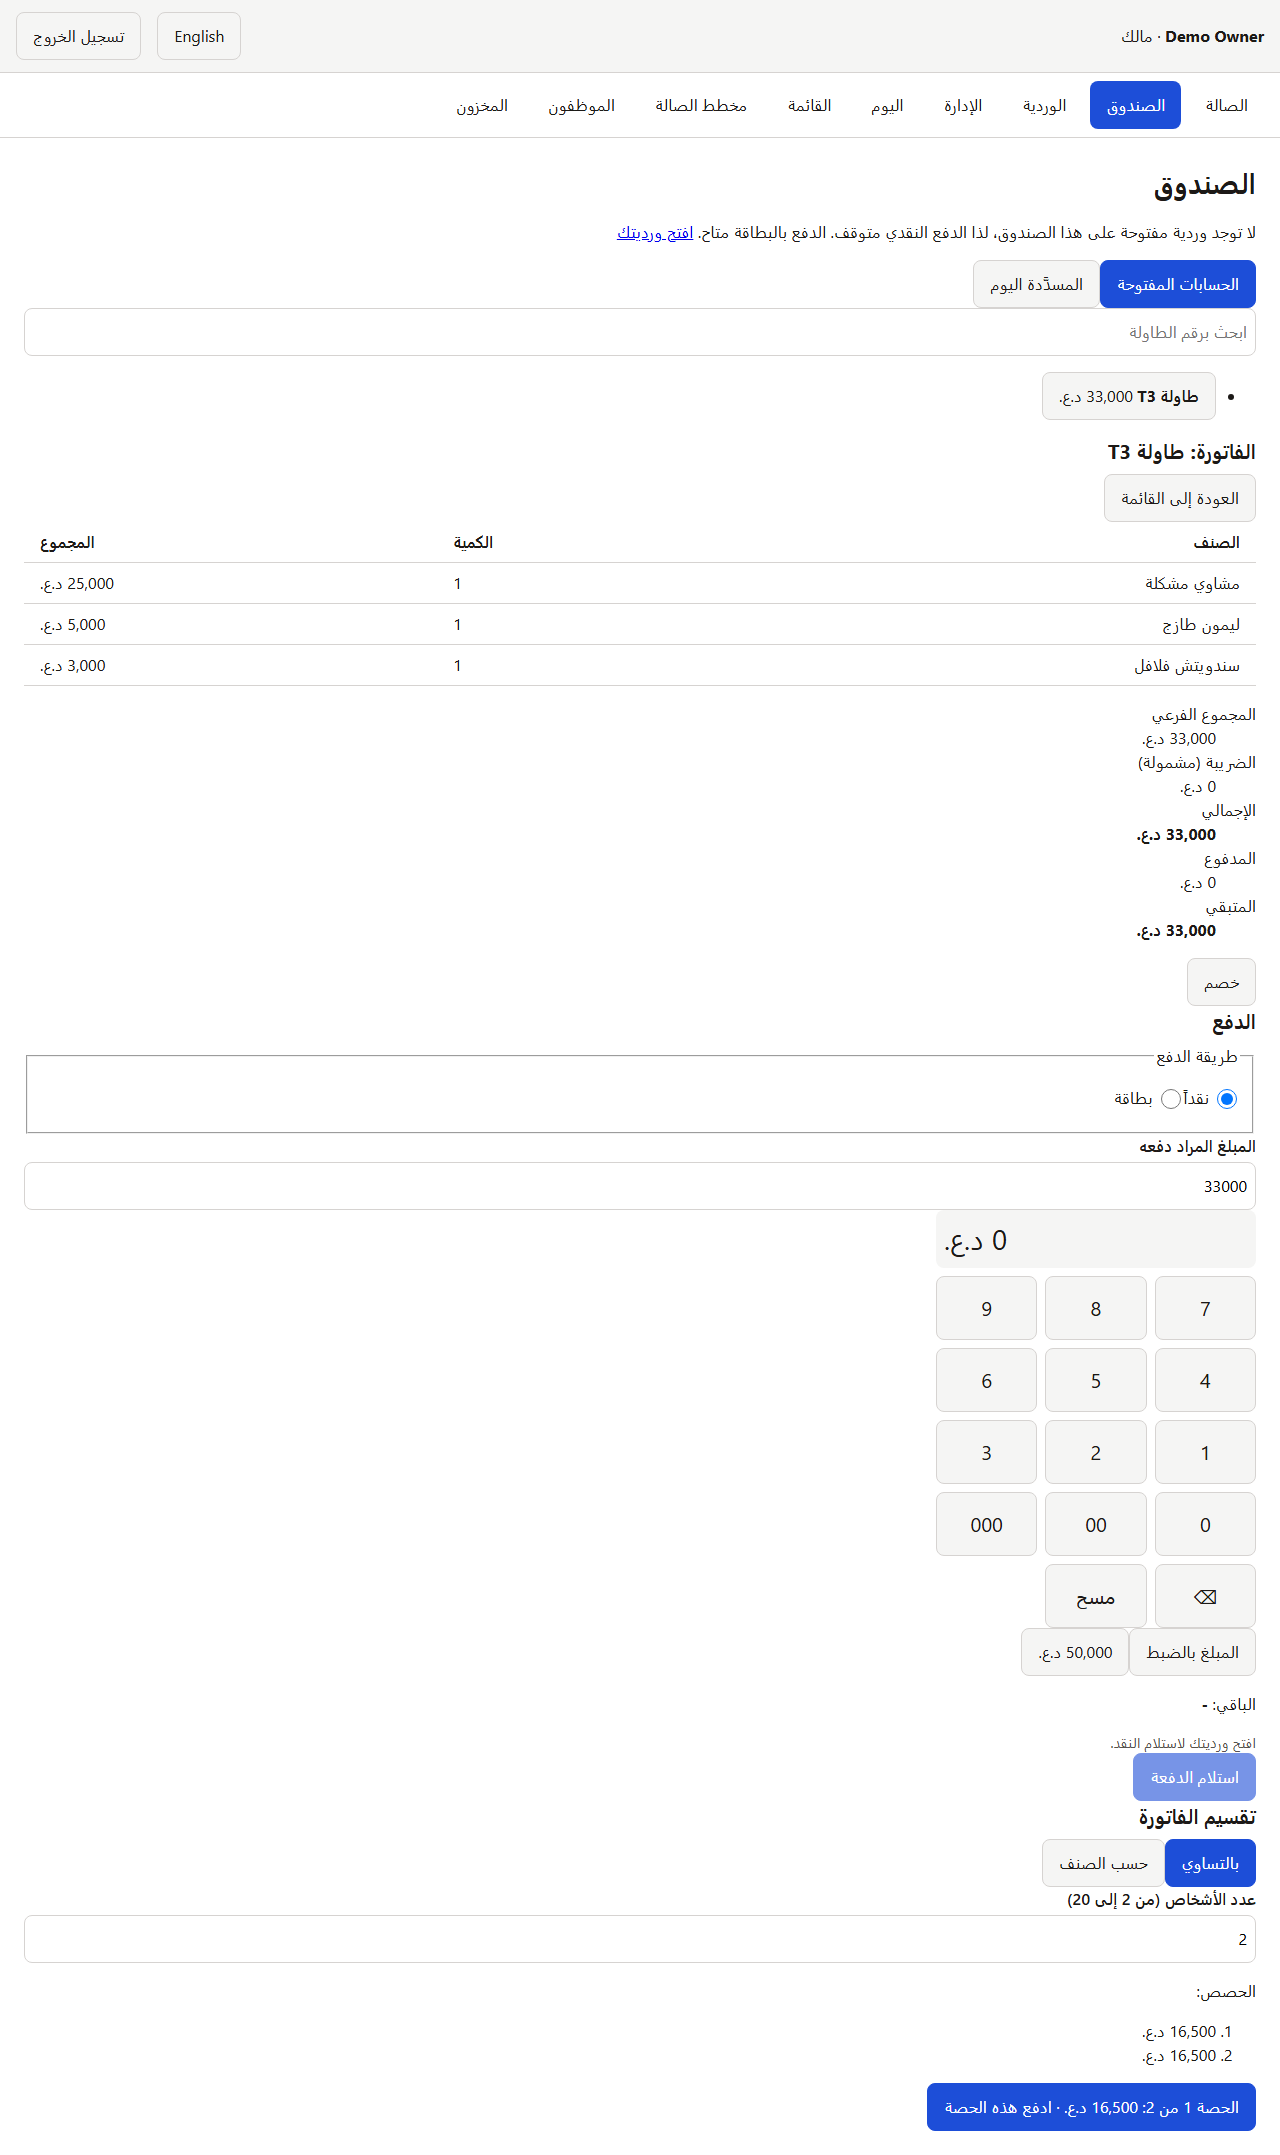 Demo Owner · مالك
English
تسجيل الخروج
الصالة
الصندوق
الوردية
الإدارة
اليوم
القائمة
مخطط الصالة
الموظفون
المخزون
الصندوق
لا توجد وردية مفتوحة على هذا الصندوق، لذا الدفع النقدي متوقف. الدفع بالبطاقة متاح. افتح ورديتك
الحسابات المفتوحة
المسدَّدة اليوم
ابحث برقم الطاولة
طاولة T3 33,000 د.ع.
الفاتورة: طاولة T3
العودة إلى القائمة
الصنف الكمية المجموع
مشاوي مشكلة 1 25,000 د.ع.
ليمون طازج 1 5,000 د.ع.
سندويتش فلافل 1 3,000 د.ع.
المجموع الفرعي
33,000 د.ع.
الضريبة (مشمولة)
0 د.ع.
الإجمالي
33,000 د.ع.
المدفوع
0 د.ع.
المتبقي
33,000 د.ع.
خصم
الدفع
طريقة الدفع
نقداً بطاقة
المبلغ المراد دفعه
33000
0 د.ع.
7 8 9
4 5 6
1 2 3
0 00 000
⌫ مسح
المبلغ بالضبط 50,000 د.ع.
الباقي: -
افتح ورديتك لاستلام النقد.
استلام الدفعة
تقسيم الفاتورة
بالتساوي حسب الصنف
عدد الأشخاص (من 2 إلى 20)
2
الحصص:
1. 16,500 د.ع.
2. 16,500 د.ع.
الحصة 1 من 2: 16,500 د.ع. · ادفع هذه الحصة